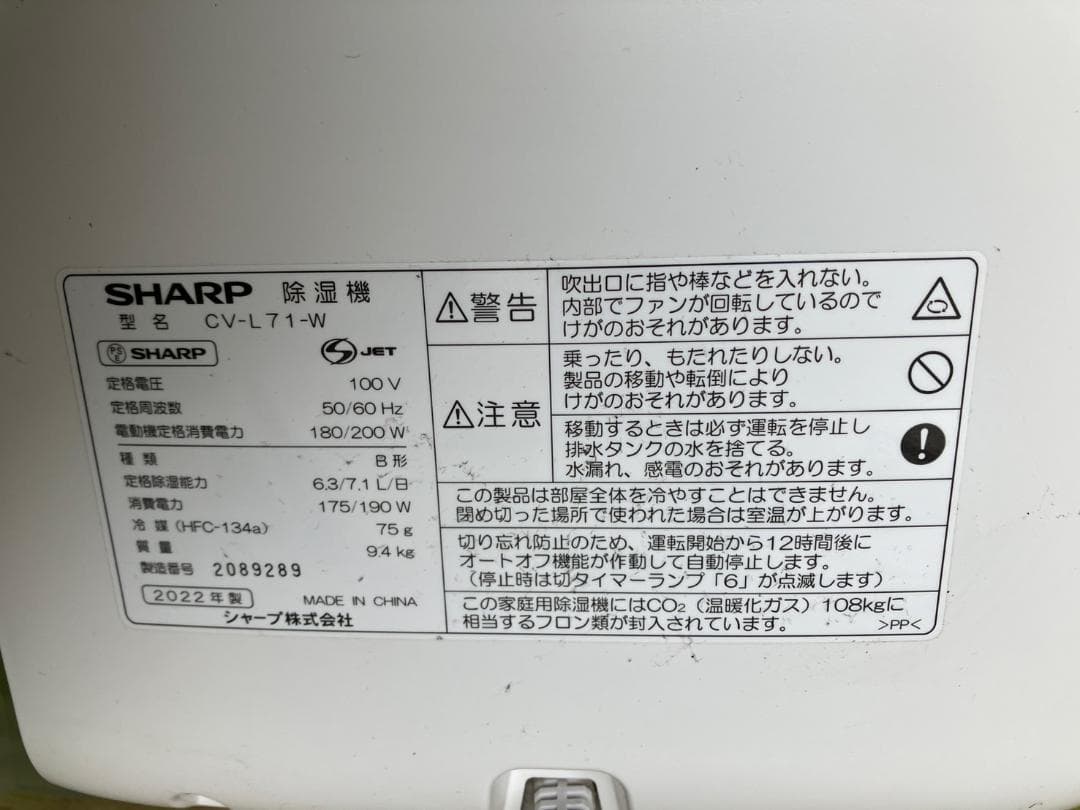 SHARP 除湿機
型名 CV-L71-W
PSE SHARP
S JET
定格電圧 100 V
定格周波数 50/60 Hz
電動機定格消費電力 180/200 W
種類 B形
定格除湿能力 6.3/7.1 L/日
消費電力 175/190 W
冷媒(HFC-134a) 75 g
質量 9.4 kg
製造番号 2089289
2022年製 MADE IN CHINA
シャープ株式会社
警告
吹出口に指や棒などを入れない。
内部でファンが回転しているので
けがのおそれがあります。
注意
乗ったり、もたれたりしない。
製品の移動や転倒により
けがのおそれがあります。
移動するときは必ず運転を停止し
排水タンクの水を捨てる。
水漏れ、感電のおそれがあります。
この製品は部屋全体を冷やすことはできません。
閉め切った場所で使われた場合は室温が上がります。
切り忘れ防止のため、運転開始から12時間後に
オートオフ機能が作動して自動停止します。
(停止時は切タイマーランプ「6」が点滅します)
この家庭用除湿機にはCO₂(温暖化ガス)108kgに
相当するフロン類が封入されています。 >PP<